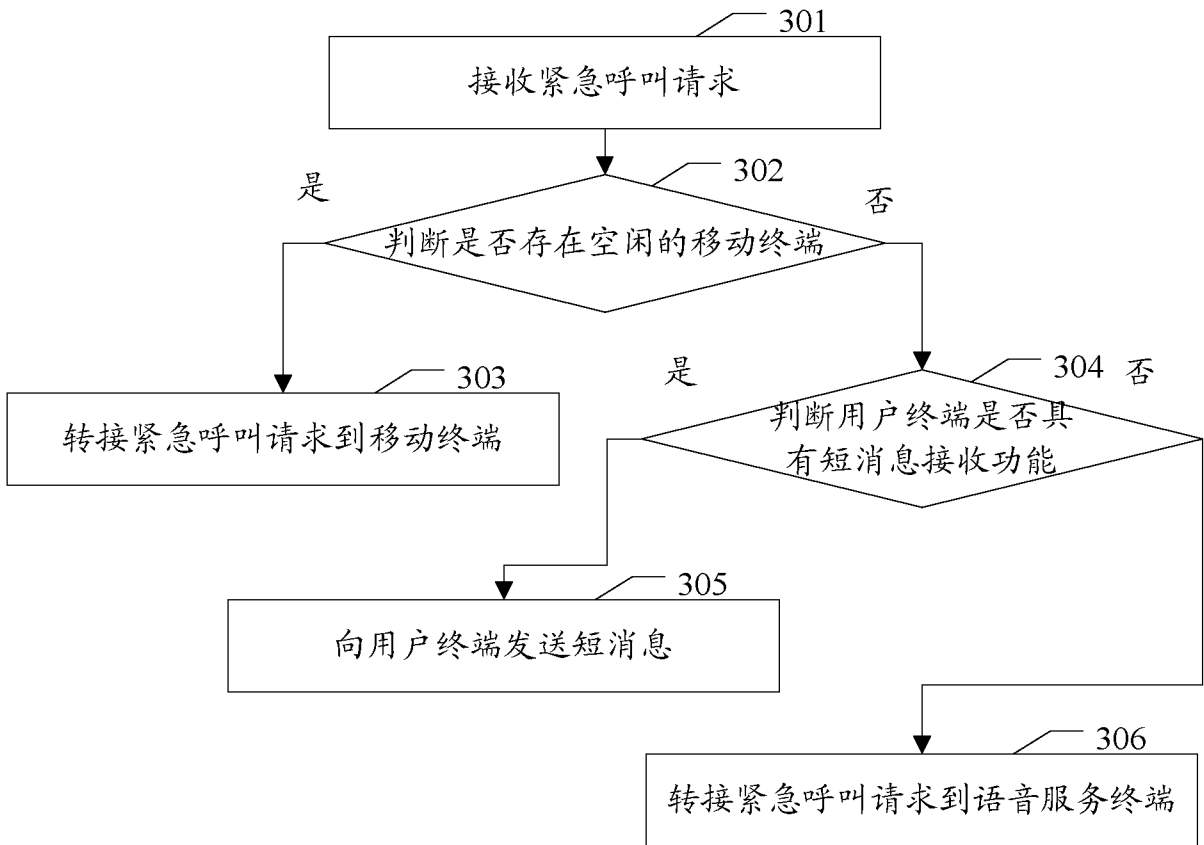 301
接收紧急呼叫请求
302
是
否
判断是否存在空闲的移动终端
303
转接紧急呼叫请求到移动终端
是
304
否
判断用户终端是否具
有短消息接收功能
305
向用户终端发送短消息
306
转接紧急呼叫请求到语音服务终端